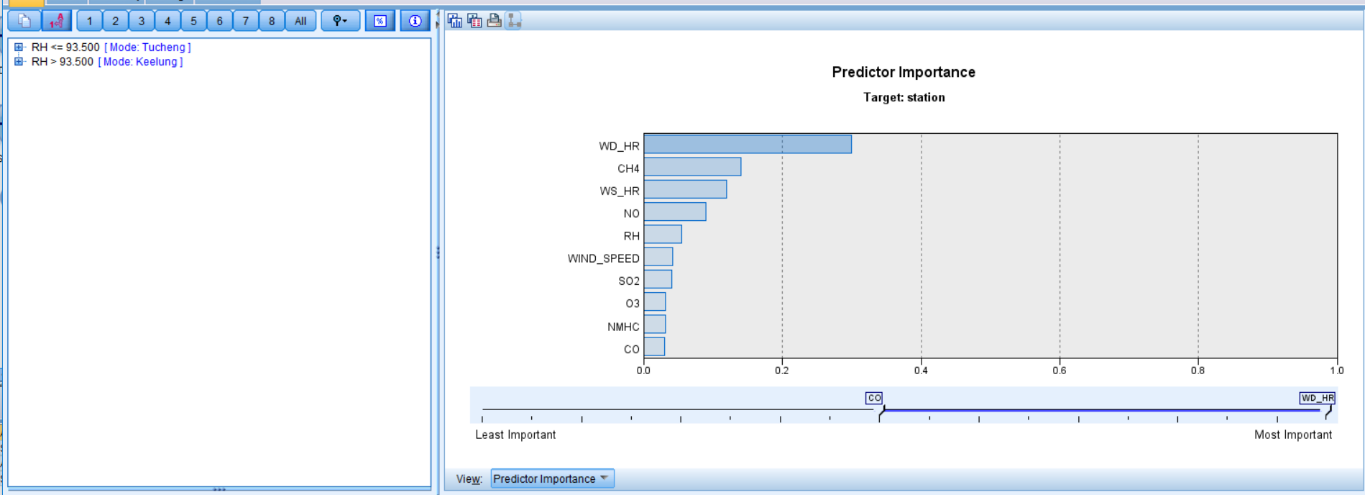 1 2 3 4 5 6 7 8 All %
RH <= 93.500 [ Mode: Tucheng ]
RH > 93.500 [ Mode: Keelung ]
Predictor Importance
Target: station
WD_HR
CH4
WS_HR
NO
RH
WIND_SPEED
SO2
O3
NMHC
CO
0.0 0.2 0.4 0.6 0.8 1.0
CO WD_HR
Least Important Most Important
View: Predictor Importance